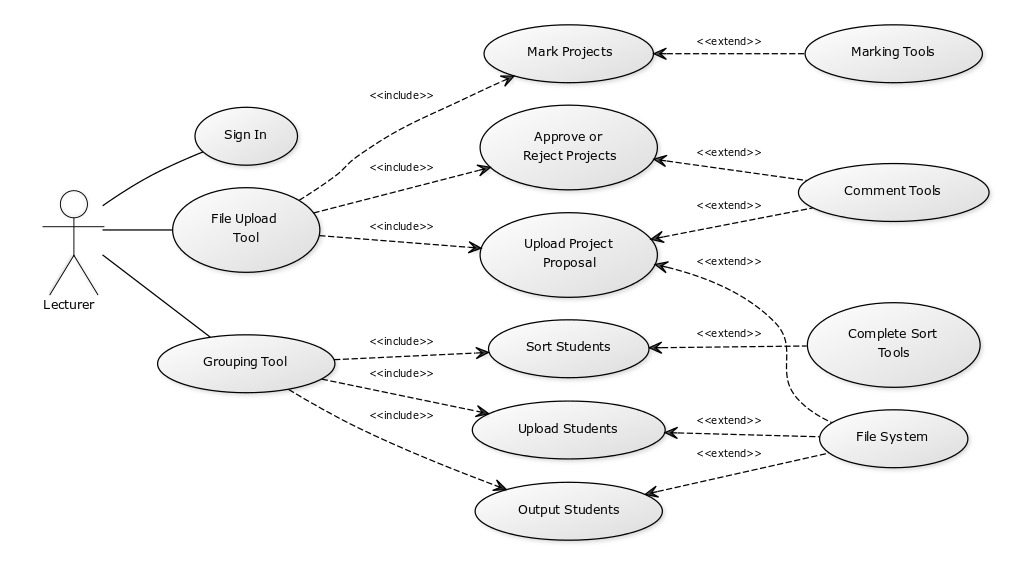 Mark Projects
<<extend>>
Marking Tools
<<include>>
Sign In
Approve or
Reject Projects
<<include>>
<<extend>>
Comment Tools
<<extend>>
File Upload
Tool
<<include>>
Upload Project
Proposal
<<extend>>
Lecturer
Grouping Tool
<<include>>
Sort Students
<<extend>>
Complete Sort
Tools
<<include>>
Upload Students
<<extend>>
File System
<<include>>
<<extend>>
Output Students